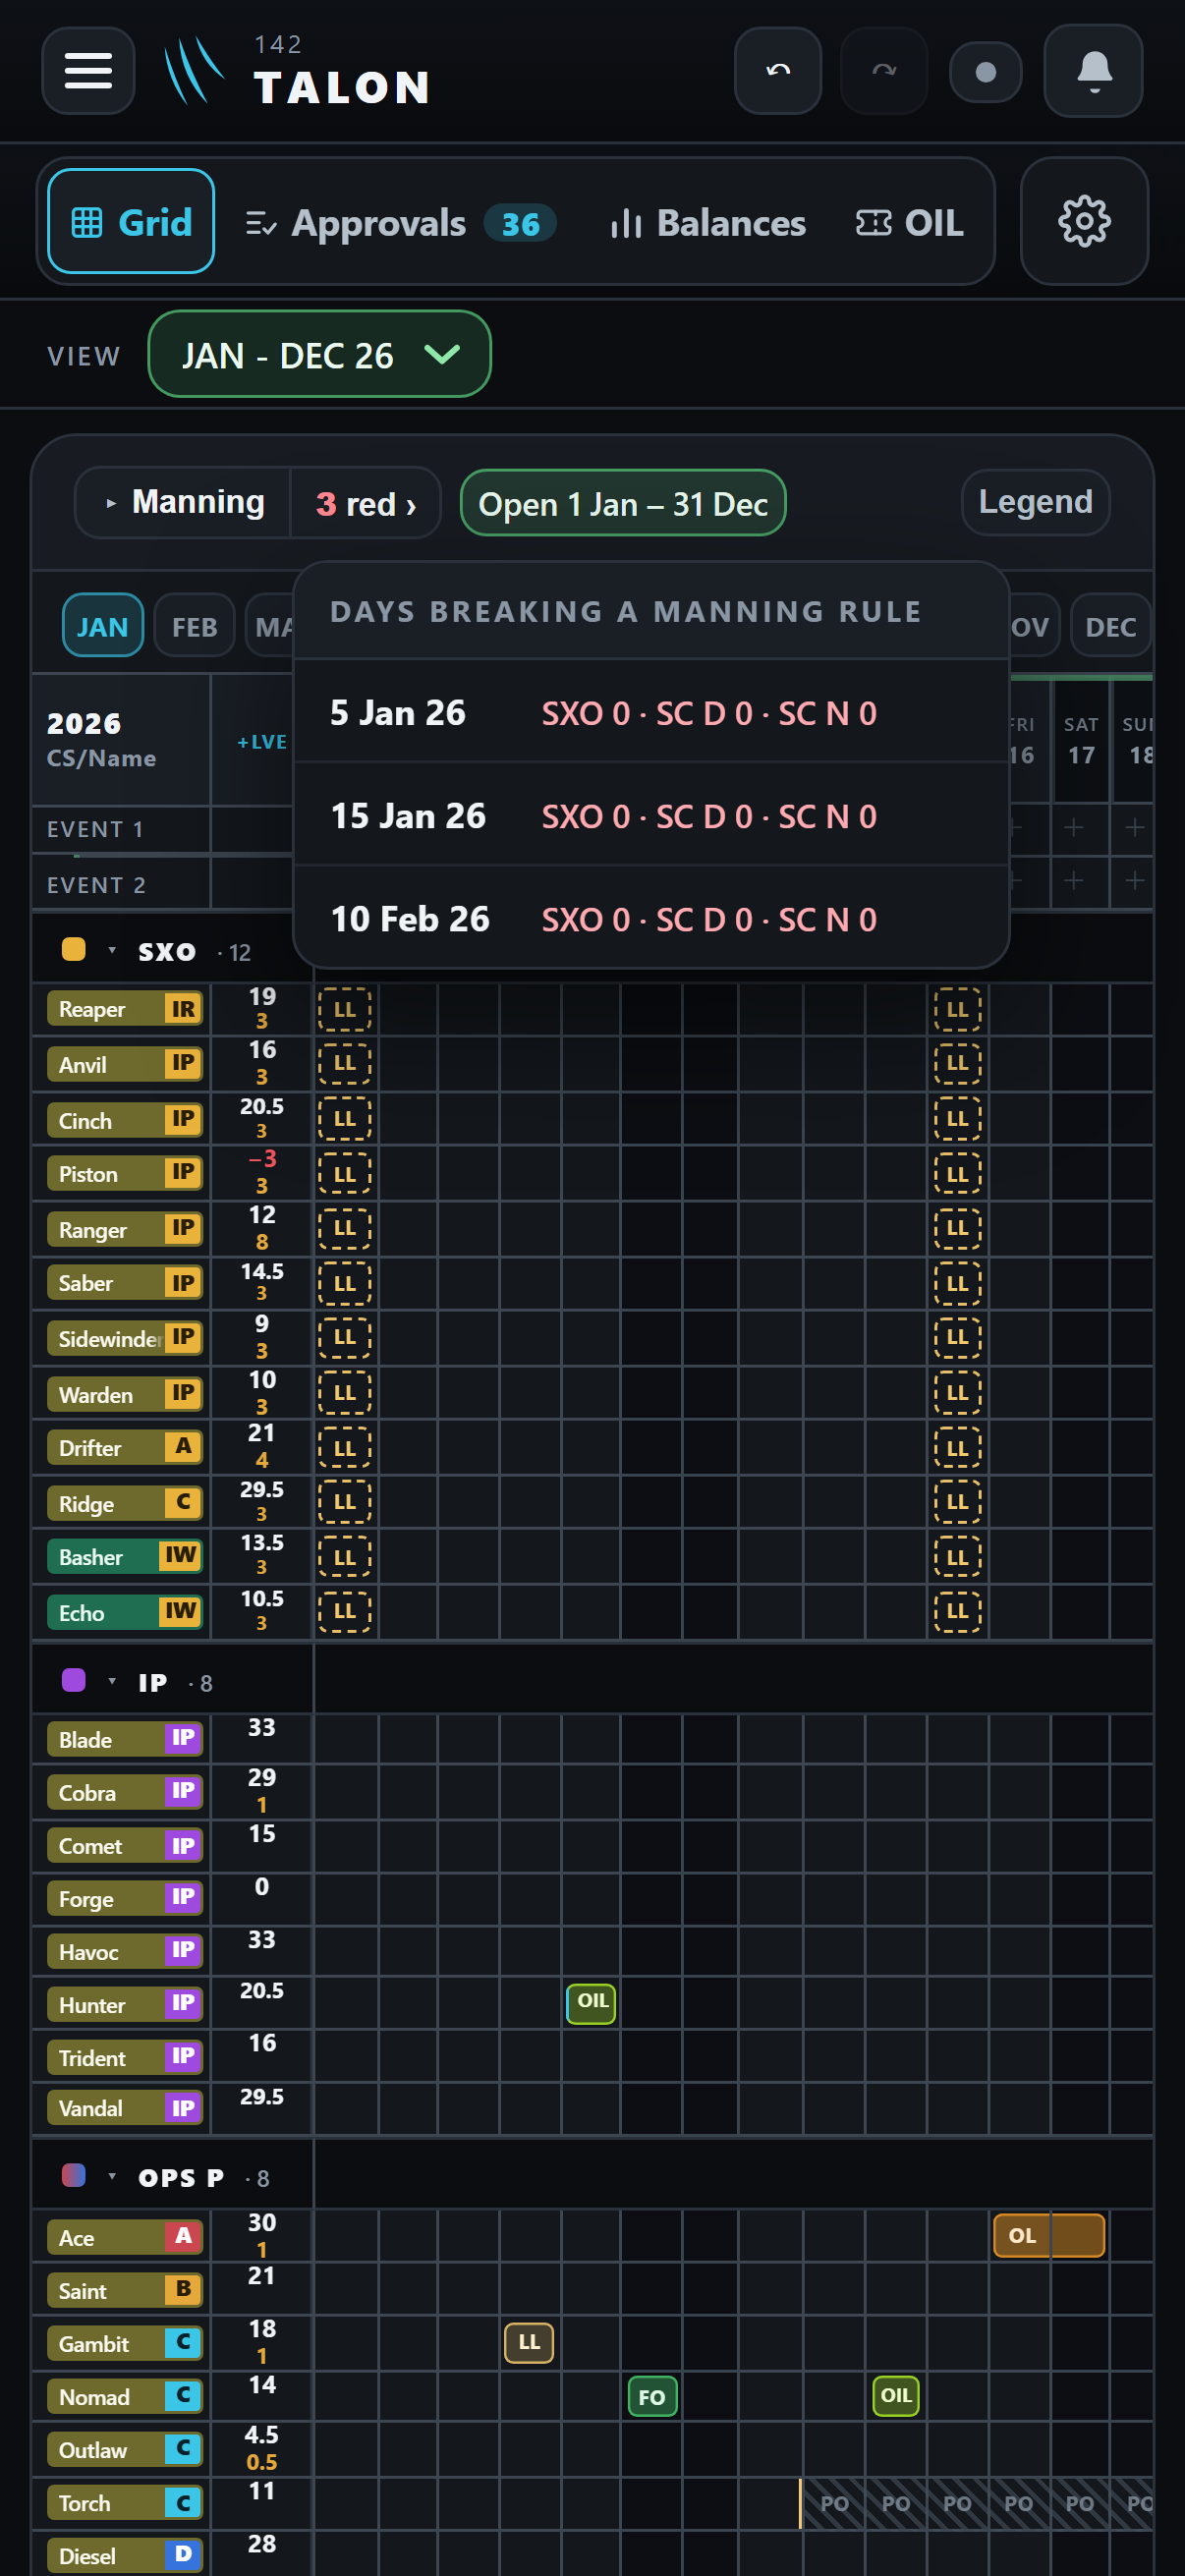 142
TALON
Grid
Approvals 36
Balances
OIL
VIEW
JAN - DEC 26
Manning
3 red ›
Open 1 Jan – 31 Dec
Legend
JAN
FEB
MA
OV
DEC
DAYS BREAKING A MANNING RULE
5 Jan 26 SXO 0 · SC D 0 · SC N 0
15 Jan 26 SXO 0 · SC D 0 · SC N 0
10 Feb 26 SXO 0 · SC D 0 · SC N 0
2026
CS/Name
+LVE
FRI
16
SAT
17
SUN
18
EVENT 1
+ + +
EVENT 2
+ + +
SXO · 12
Reaper IR 19 3 LL LL
Anvil IP 16 3 LL LL
Cinch IP 20.5 3 LL LL
Piston IP −3 3 LL LL
Ranger IP 12 8 LL LL
Saber IP 14.5 3 LL LL
Sidewinder IP 9 3 LL LL
Warden IP 10 3 LL LL
Drifter A 21 4 LL LL
Ridge C 29.5 3 LL LL
Basher IW 13.5 3 LL LL
Echo IW 10.5 3 LL LL
IP · 8
Blade IP 33
Cobra IP 29 1
Comet IP 15
Forge IP 0
Havoc IP 33
Hunter IP 20.5 OIL
Trident IP 16
Vandal IP 29.5
OPS P · 8
Ace A 30 1 OL
Saint B 21
Gambit C 18 1 LL
Nomad C 14 FO OIL
Outlaw C 4.5 0.5
Torch C 11 PO PO PO PO PO PO
Diesel D 28